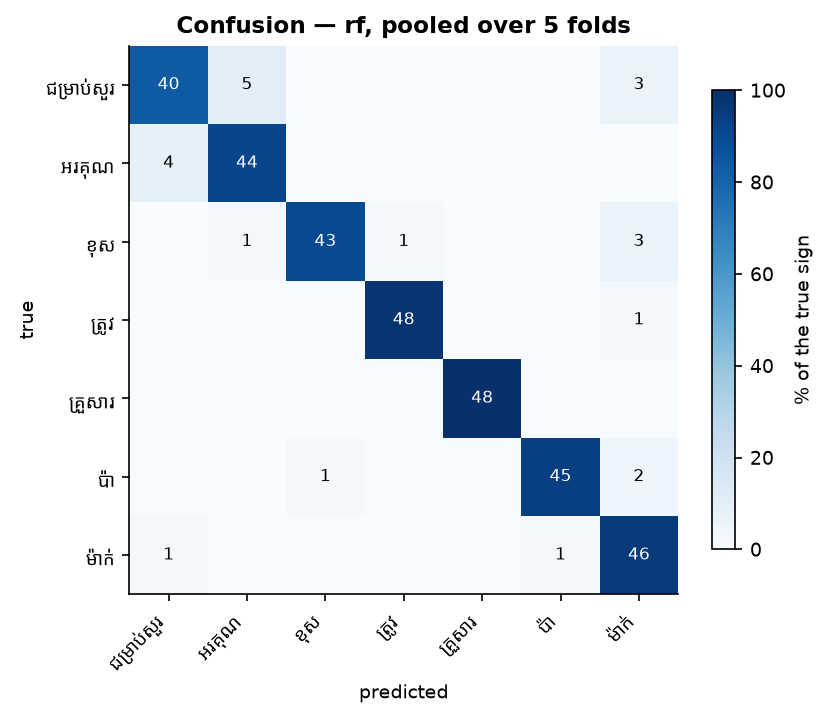 Confusion — rf, pooled over 5 folds
ជម្រាប់សួរ 40 5 3
អរគុណ 4 44
ខុស 1 43 1 3
ត្រូវ 48 1
គ្រួសារ 48
ប៉ា 1 45 2
ម៉ាក់ 1 1 46
true
ជម្រាប់សួរ អរគុណ ខុស ត្រូវ គ្រួសារ ប៉ា ម៉ាក់
predicted
100
80
60
40
20
0
% of the true sign